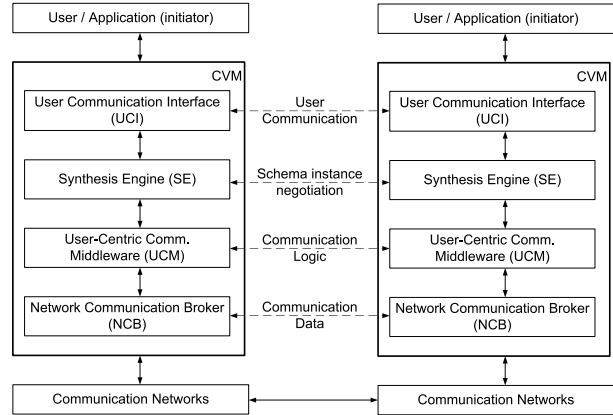 User / Application (initiator)
User / Application (initiator)
CVM
CVM
User Communication Interface
(UCI)
User
Communication
User Communication Interface
(UCI)
Synthesis Engine (SE)
Schema instance
negotiation
Synthesis Engine (SE)
User-Centric Comm.
Middleware (UCM)
Communication
Logic
User-Centric Comm.
Middleware (UCM)
Network Communication Broker
(NCB)
Communication
Data
Network Communication Broker
(NCB)
Communication Networks
Communication Networks